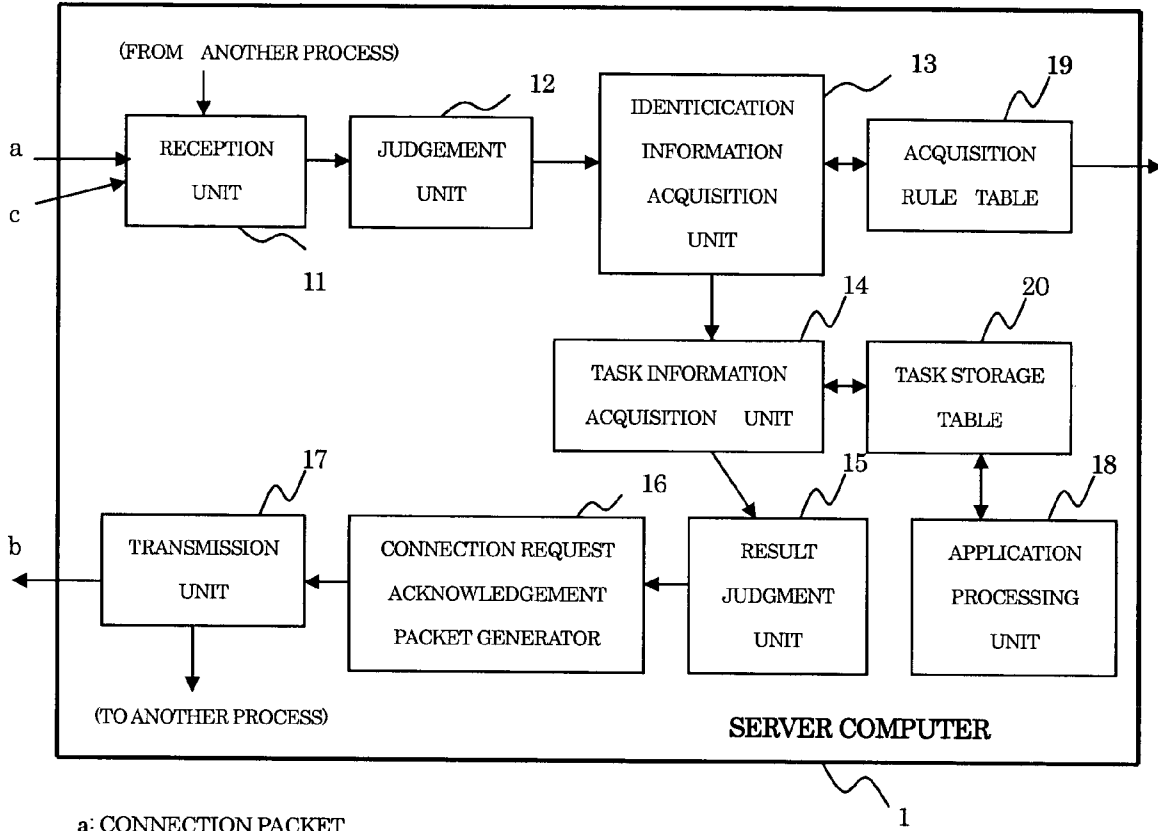 (FROM ANOTHER PROCESS)
12
13
19
a
c
RECEPTION
UNIT
JUDGEMENT
UNIT
IDENTICICATION
INFORMATION
ACQUISITION
UNIT
ACQUISITION
RULE TABLE
11
14
20
TASK INFORMATION
ACQUISITION UNIT
TASK STORAGE
TABLE
17
16
15
18
b
TRANSMISSION
UNIT
CONNECTION REQUEST
ACKNOWLEDGEMENT
PACKET GENERATOR
RESULT
JUDGMENT
UNIT
APPLICATION
PROCESSING
UNIT
(TO ANOTHER PROCESS)
SERVER COMPUTER
1
a: CONNECTION PACKET